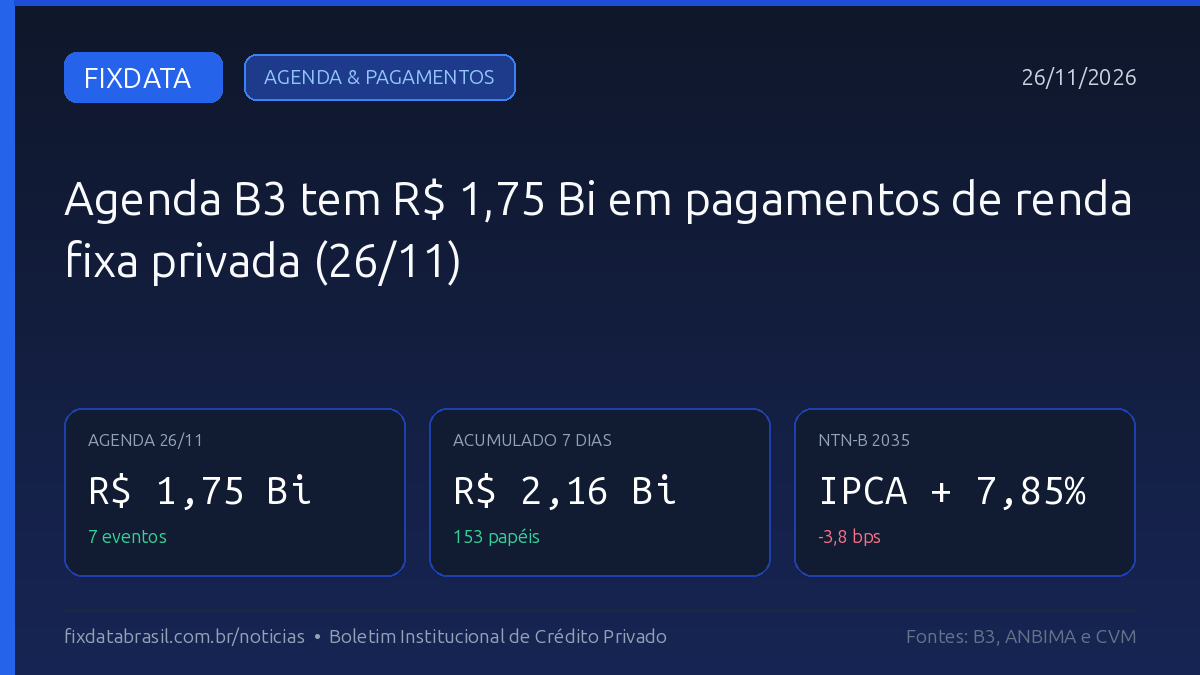 FIXDATA
AGENDA & PAGAMENTOS
26/11/2026
Agenda B3 tem R$ 1,75 Bi em pagamentos de renda
fixa privada (26/11)
AGENDA 26/11
R$ 1,75 Bi
7 eventos
ACUMULADO 7 DIAS
R$ 2,16 Bi
153 papéis
NTN-B 2035
IPCA + 7,85%
-3,8 bps
fixdatabrasil.com.br/noticias • Boletim Institucional de Crédito Privado
Fontes: B3, ANBIMA e CVM